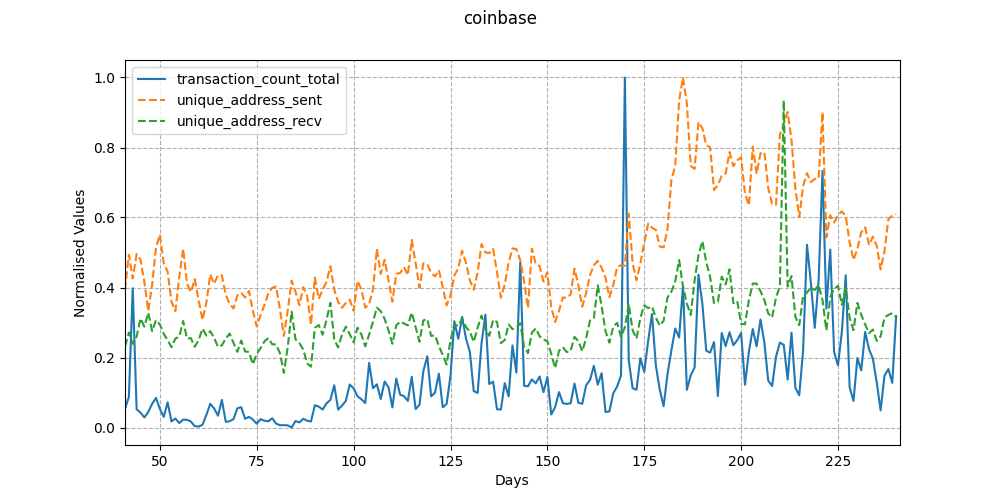 coinbase
transaction_count_total
unique_address_sent
unique_address_recv
Normalised Values
1.0
0.8
0.6
0.4
0.2
0.0
50 75 100 125 150 175 200 225
Days